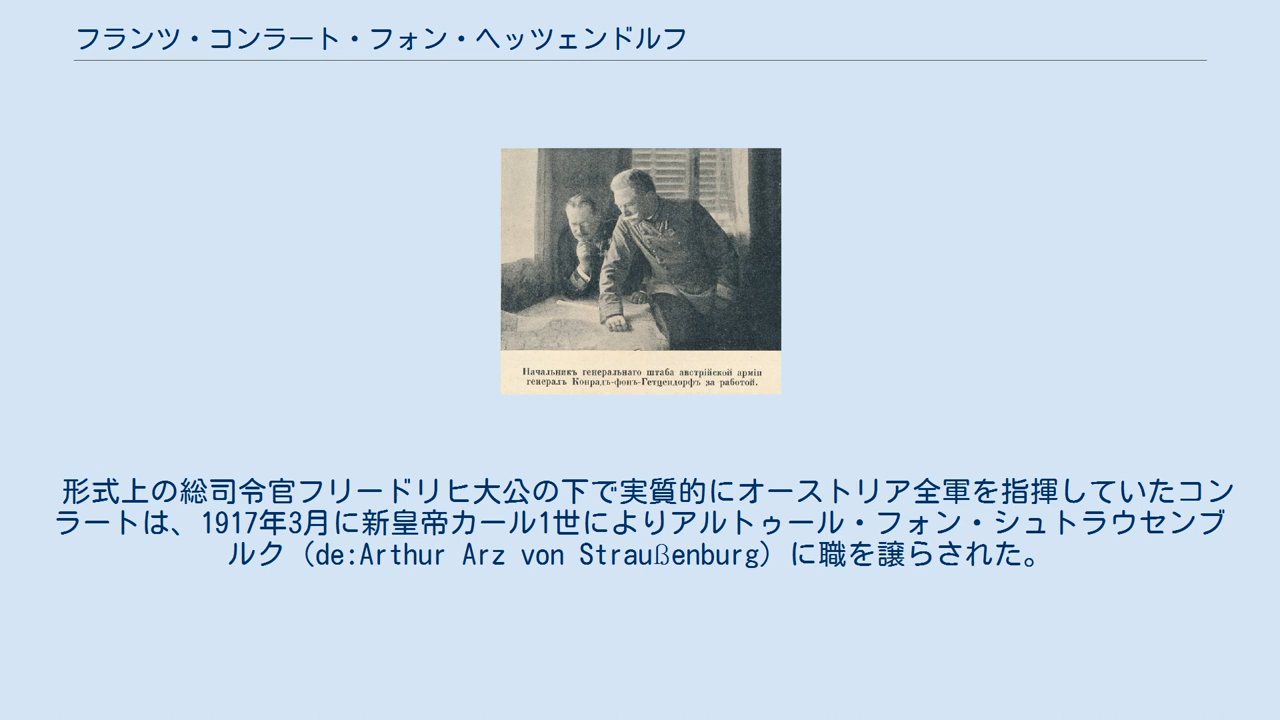 フランツ・コンラート・フォン・ヘッツェンドルフ
Начальникъ генеральнаго штаба австрійской арміи
генералъ Конрадъ-фонъ-Гетцендорфъ за работой.
形式上の総司令官フリードリヒ大公の下で実質的にオーストリア全軍を指揮していたコン
ラートは、1917年3月に新皇帝カール1世によりアルトゥール・フォン・シュトラウセンブ
ルク（de:Arthur Arz von Straußenburg）に職を譲らされた。